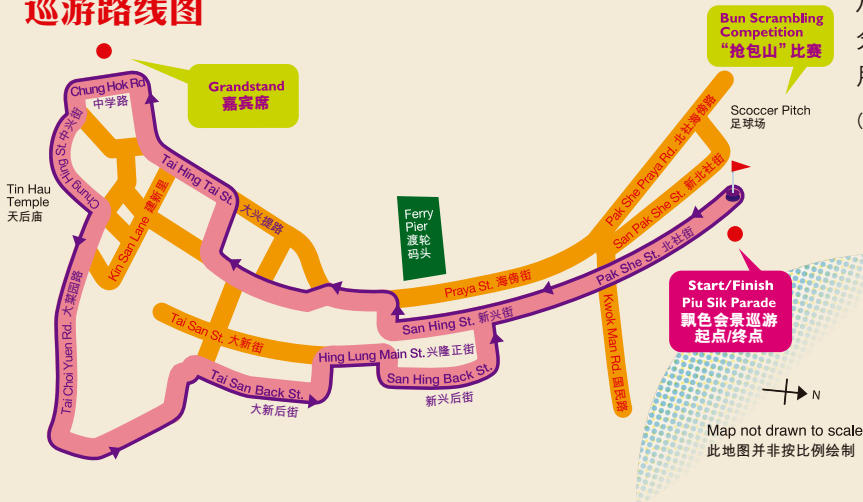 巡游路线图
Bun Scrambling
Competition
“抢包山”比赛
Grandstand
嘉宾席
Chung Hok Rd.
中学路
Chung Hing St. 中兴街
Tin Hau
Temple
天后庙
Kin San Lane 建新里
Tai Hing Tai St.
大兴提路
Tai Choi Yuen Rd. 大菜园路
Tai San St. 大新街
Tai San Back St.
大新后街
Hing Lung Main St. 兴隆正街
San Hing Back St.
新兴后街
San Hing St. 新兴街
Ferry
Pier
渡轮
码头
Praya St. 海傍街
Pak She Praya Rd. 北社海傍路
San Pak She St. 新北社街
Pak She St. 北社街
Kwok Man Rd. 国民路
Scoccer Pitch
足球场
Start/Finish
Piu Sik Parade
飘色会景巡游
起点/终点
N
Map not drawn to scale
此地图并非按比例绘制